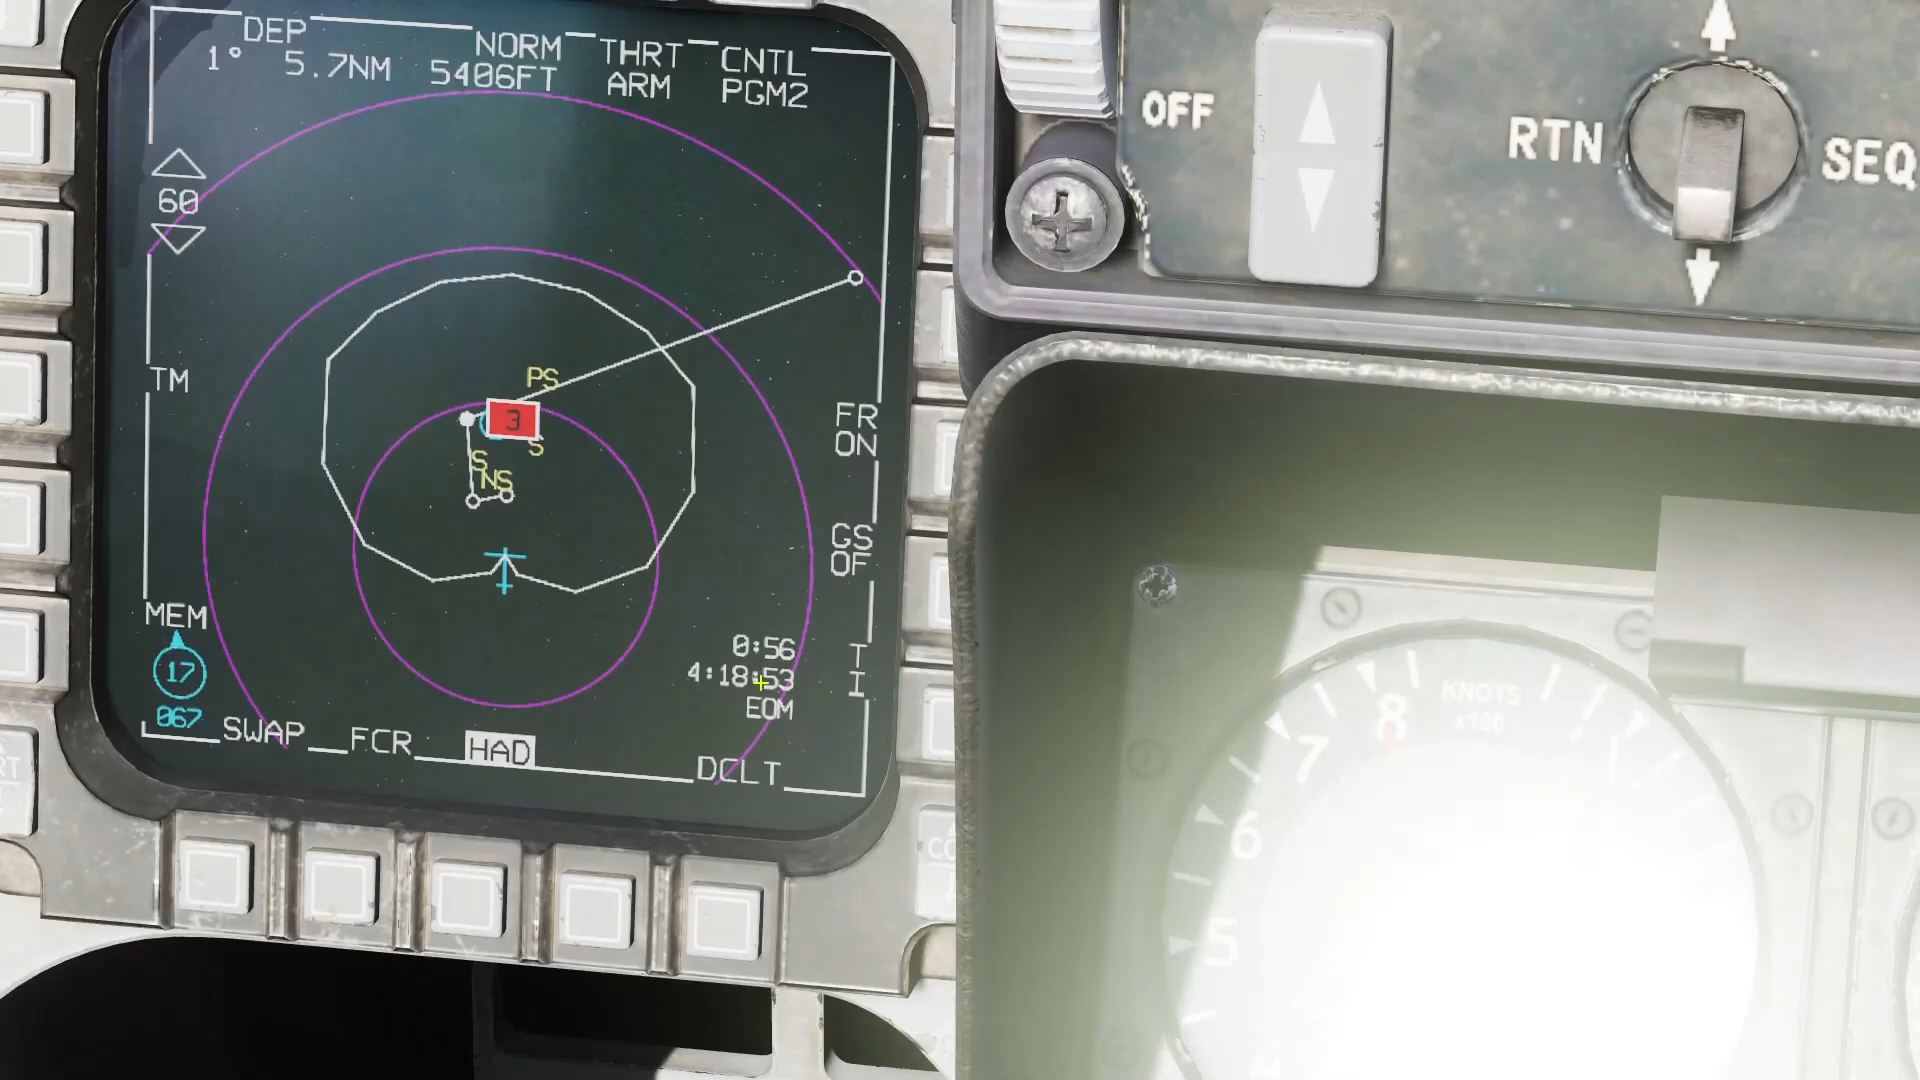 DEP NORM THRT CNTL
1° 5.7NM 5406FT ARM PGM2
60
TM
PS
3
S
S
NS
FR
ON
GS
OF
MEM
17
067
0:56
4:18:53
EOM
T
I
SWAP FCR HAD DCLT
OFF
RTN
SEQ
KNOTS
x100
8
7
1
6
5